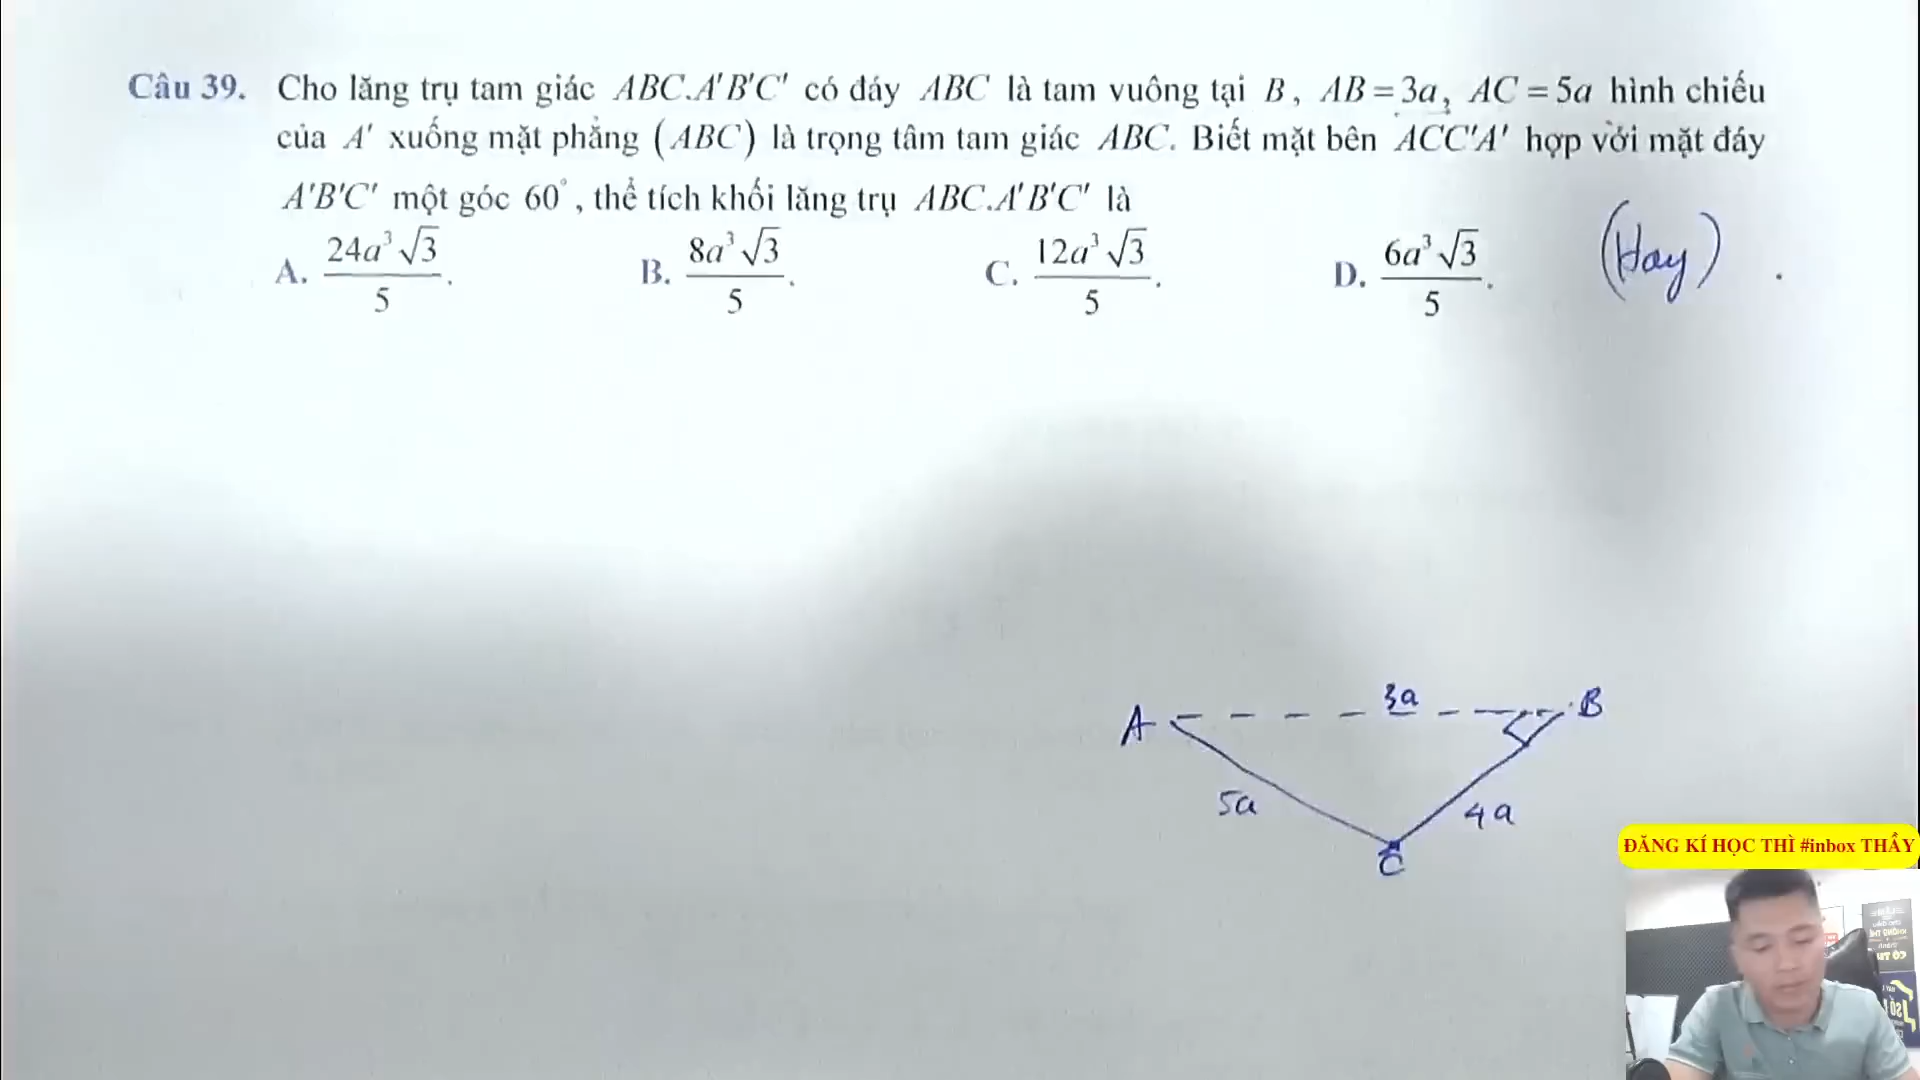 Câu 39. Cho lăng trụ tam giác ABC.A'B'C' có đáy ABC là tam vuông tại B, AB = 3a, AC = 5a hình chiếu
của A' xuống mặt phẳng (ABC) là trọng tâm tam giác ABC. Biết mặt bên ACC'A' hợp với mặt đáy
A'B'C' một góc 60°, thể tích khối lăng trụ ABC.A'B'C' là
A. 24a³√3/5. B. 8a³√3/5. C. 12a³√3/5. D. 6a³√3/5. (Hay)
3a
A B
5a 4a
C
ĐĂNG KÍ HỌC THÌ #inbox THẦY